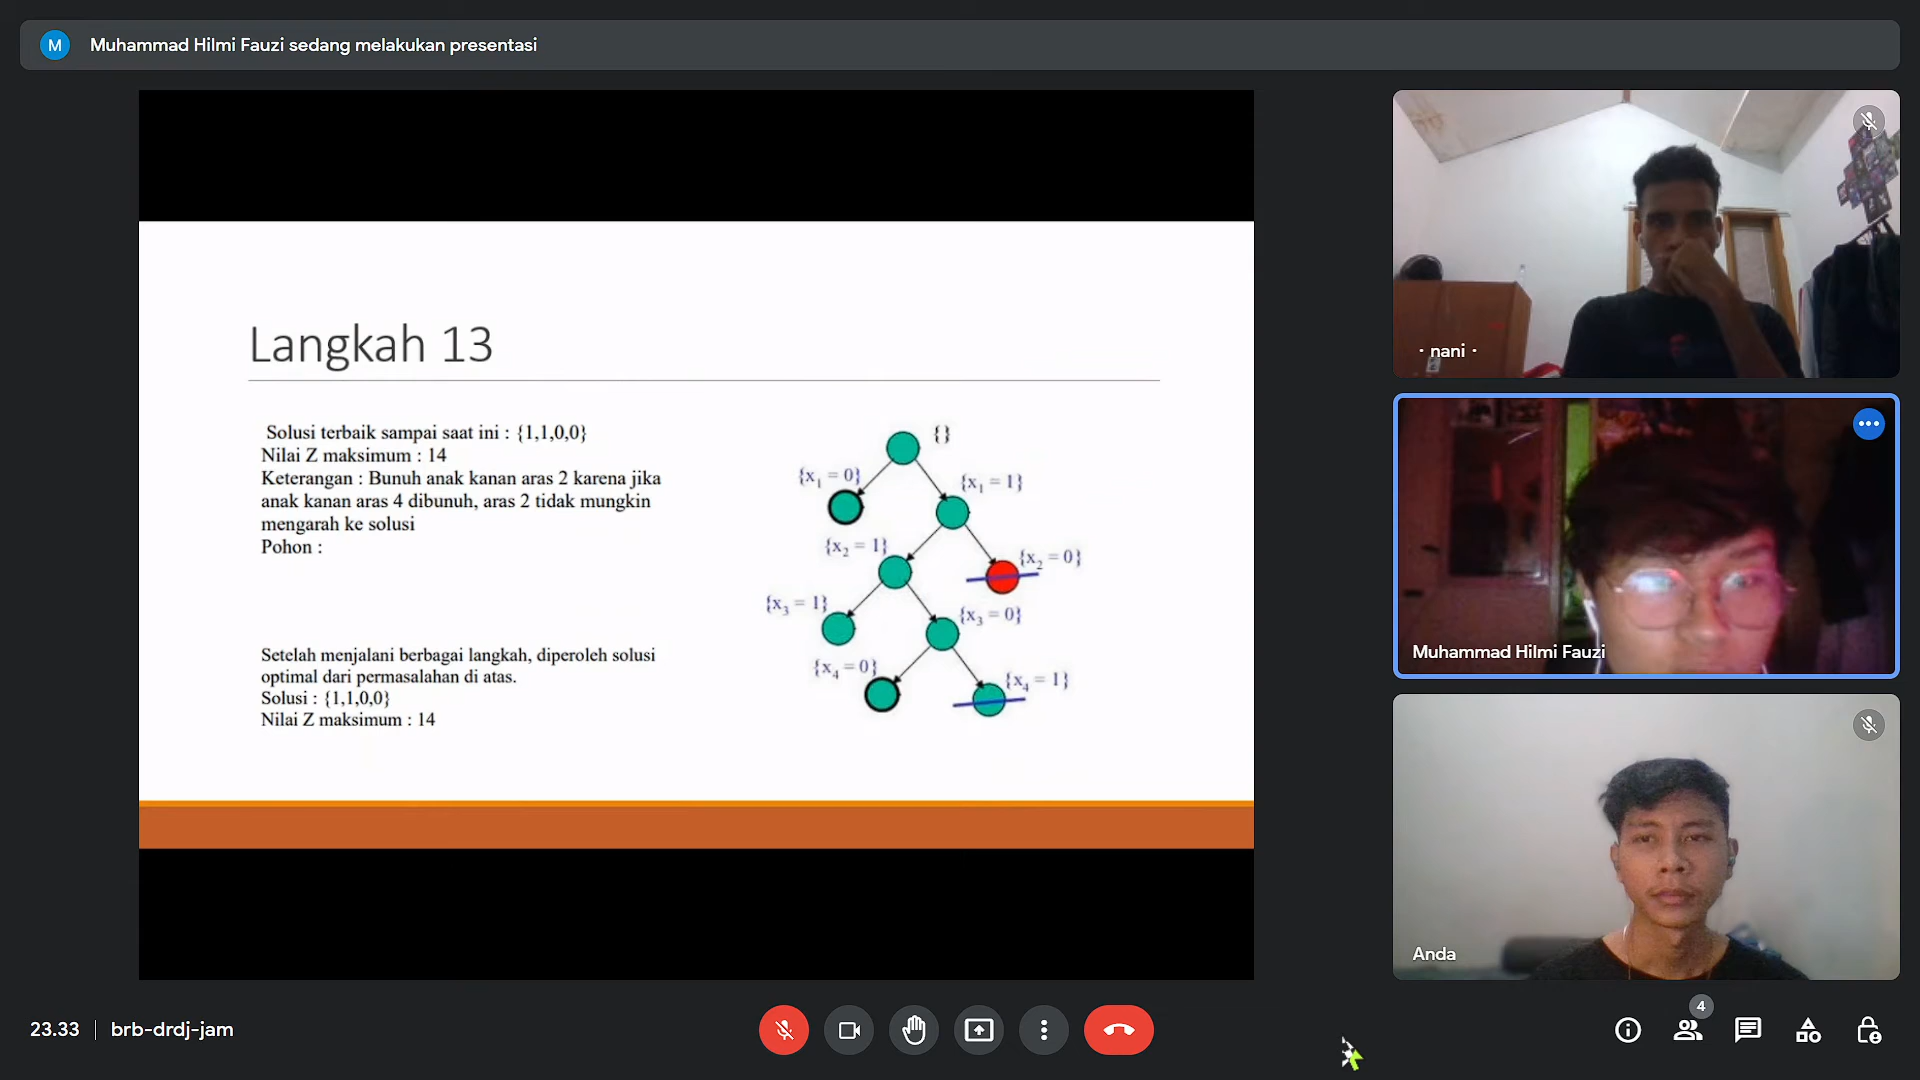 M Muhammad Hilmi Fauzi sedang melakukan presentasi
Langkah 13
Solusi terbaik sampai saat ini : {1,1,0,0}
Nilai Z maksimum : 14
Keterangan : Bunuh anak kanan aras 2 karena jika
anak kanan aras 4 dibunuh, aras 2 tidak mungkin
mengarah ke solusi
Pohon :
Setelah menjalani berbagai langkah, diperoleh solusi
optimal dari permasalahan di atas.
Solusi : {1,1,0,0}
Nilai Z maksimum : 14
{}
{x₁ = 0}
{x₁ = 1}
{x₂ = 1}
{x₂ = 0}
{x₃ = 1}
{x₃ = 0}
{x₄ = 0}
{x₄ = 1}
· nani ·
Muhammad Hilmi Fauzi
Anda
23.33 | brb-drdj-jam
4